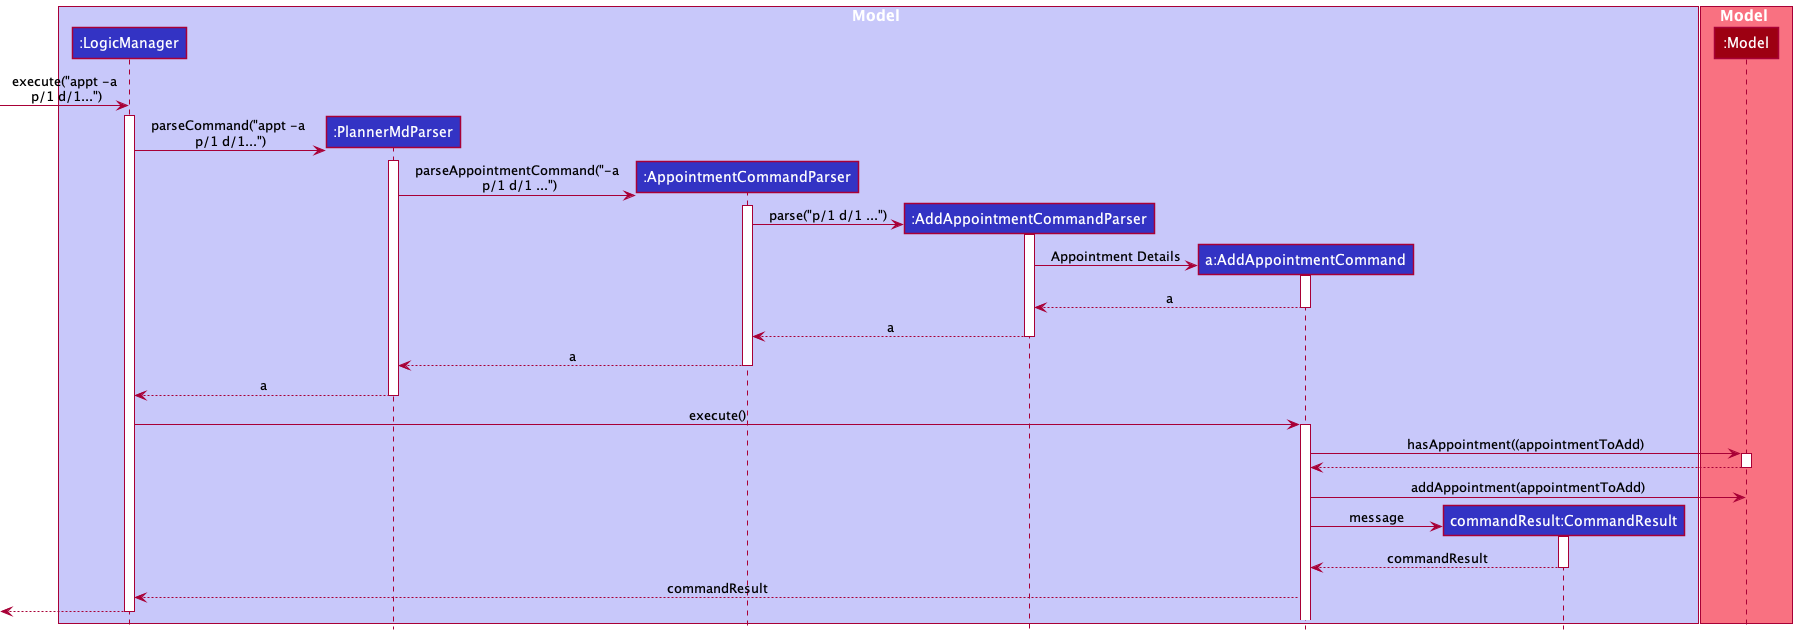 Model
Model
:LogicManager
:Model
execute("appt -a
p/1 d/1...")
parseCommand("appt -a
p/1 d/1...")
:PlannerMdParser
parseAppointmentCommand("-a
p/1 d/1 ...")
:AppointmentCommandParser
parse("p/1 d/1 ...")
:AddAppointmentCommandParser
Appointment Details
a:AddAppointmentCommand
a
a
a
a
execute()
hasAppointment((appointmentToAdd)
addAppointment(appointmentToAdd)
message
commandResult:CommandResult
commandResult
commandResult